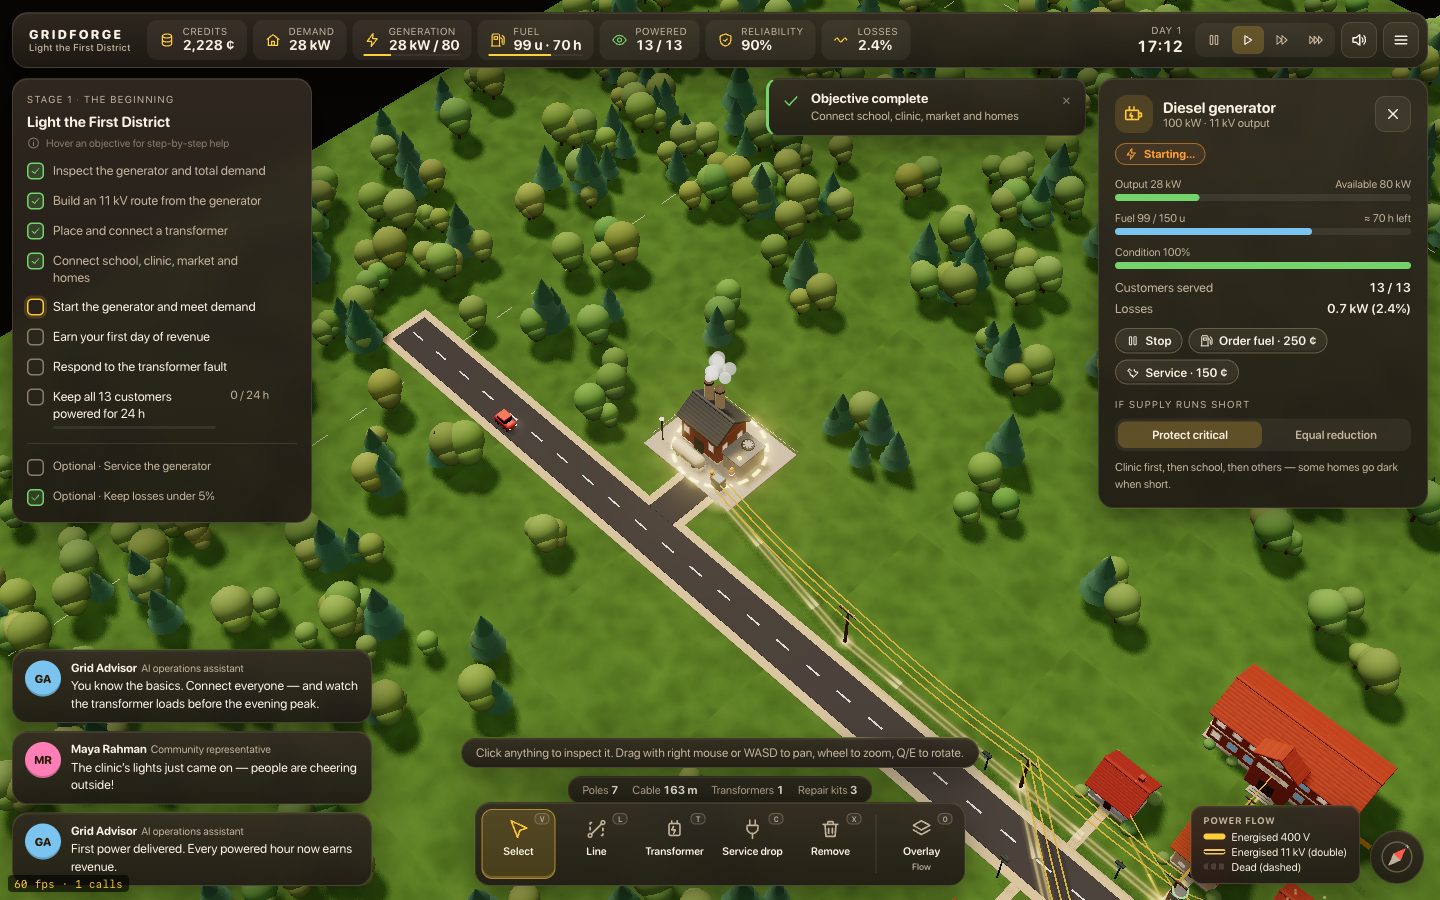 GRIDFORGE
Light the First District
CREDITS
2,228 ¢
DEMAND
28 kW
GENERATION
28 kW / 80
FUEL
99 u · 70 h
POWERED
13 / 13
RELIABILITY
90%
LOSSES
2.4%
DAY 1
17:12
STAGE 1 · THE BEGINNING
Light the First District
Hover an objective for step-by-step help
Inspect the generator and total demand
Build an 11 kV route from the generator
Place and connect a transformer
Connect school, clinic, market and
homes
Start the generator and meet demand
Earn your first day of revenue
Respond to the transformer fault
Keep all 13 customers
powered for 24 h
0 / 24 h
Optional · Service the generator
Optional · Keep losses under 5%
Objective complete
Connect school, clinic, market and homes
Diesel generator
100 kW · 11 kV output
Starting...
Output 28 kW
Available 80 kW
Fuel 99 / 150 u
≈ 70 h left
Condition 100%
Customers served
13 / 13
Losses
0.7 kW (2.4%)
Stop
Order fuel · 250 ¢
Service · 150 ¢
IF SUPPLY RUNS SHORT
Protect critical
Equal reduction
Clinic first, then school, then others — some homes go dark
when short.
GA
Grid Advisor AI operations assistant
You know the basics. Connect everyone — and watch
the transformer loads before the evening peak.
MR
Maya Rahman Community representative
The clinic's lights just came on — people are cheering
outside!
GA
Grid Advisor AI operations assistant
First power delivered. Every powered hour now earns
revenue.
60 fps · 1 calls
Click anything to inspect it. Drag with right mouse or WASD to pan, wheel to zoom, Q/E to rotate.
Poles 7 Cable 163 m Transformers 1 Repair kits 3
V
Select
L
Line
T
Transformer
C
Service drop
X
Remove
O
Overlay
Flow
POWER FLOW
Energised 400 V
Energised 11 kV (double)
Dead (dashed)